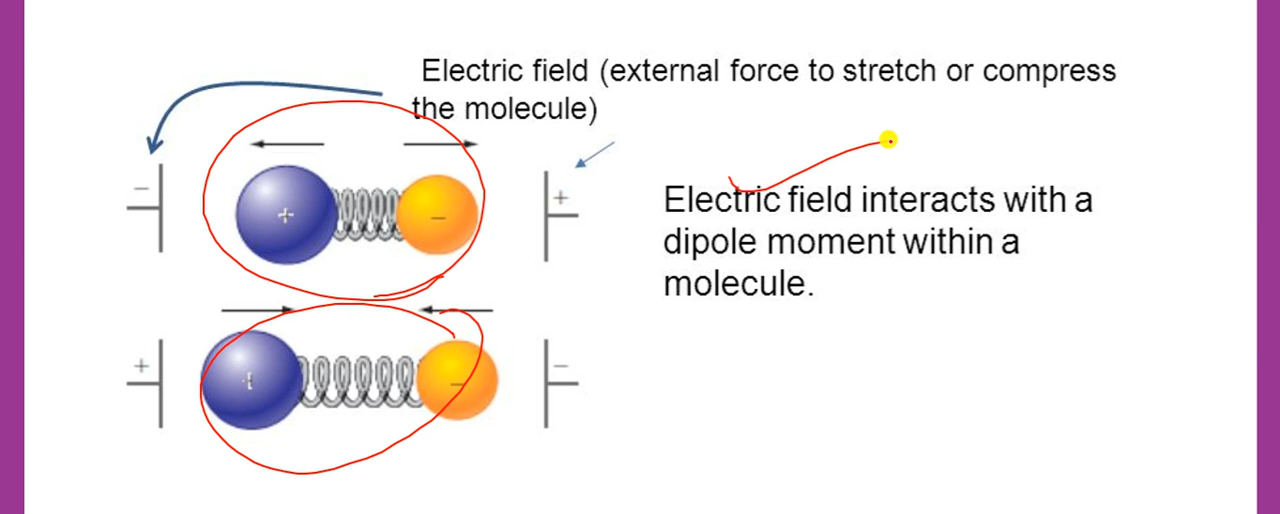 Electric field (external force to stretch or compress
the molecule)
− +
+ −
Electric field interacts with a
dipole moment within a
molecule.
+ −
+ −